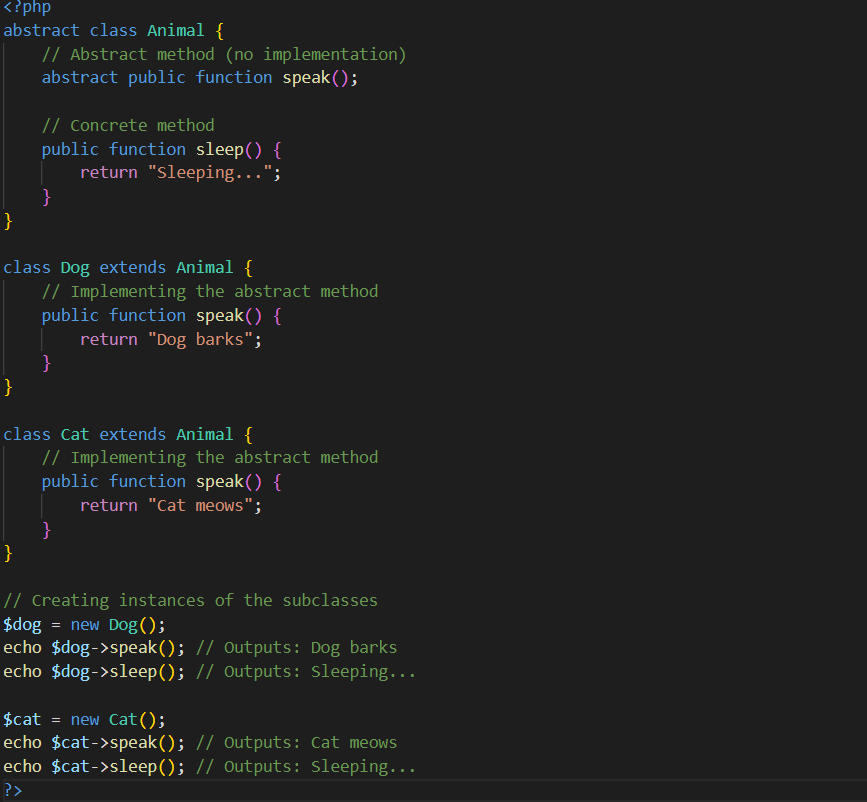 <?php
abstract class Animal {
    // Abstract method (no implementation)
    abstract public function speak();

    // Concrete method
    public function sleep() {
        return "Sleeping...";
    }
}

class Dog extends Animal {
    // Implementing the abstract method
    public function speak() {
        return "Dog barks";
    }
}

class Cat extends Animal {
    // Implementing the abstract method
    public function speak() {
        return "Cat meows";
    }
}

// Creating instances of the subclasses
$dog = new Dog();
echo $dog->speak(); // Outputs: Dog barks
echo $dog->sleep(); // Outputs: Sleeping...

$cat = new Cat();
echo $cat->speak(); // Outputs: Cat meows
echo $cat->sleep(); // Outputs: Sleeping...
?>